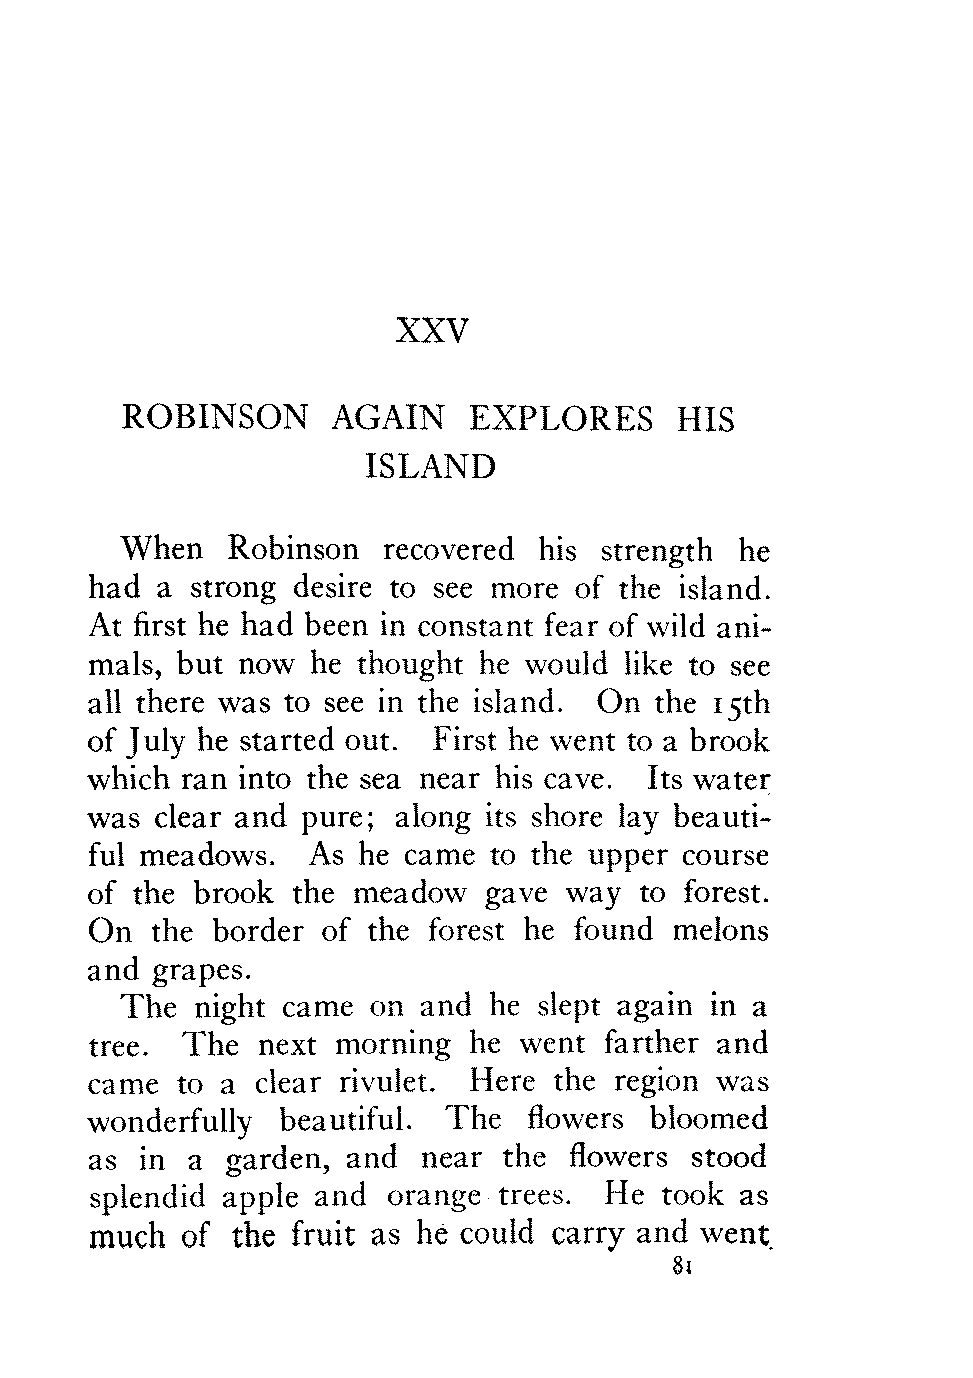 XXV
ROBINSON AGAIN EXPLORES HIS
ISLAND
When Robinson recovered his strength he
had a strong desire to see more of the island.
At first he had been in constant fear of wild ani-
mals, but now he thought he would like to see
all there was to see in the island. On the 15th
of July he started out. First he went to a brook
which ran into the sea near his cave. Its water
was clear and pure; along its shore lay beauti-
ful meadows. As he came to the upper course
of the brook the meadow gave way to forest.
On the border of the forest he found melons
and grapes.
The night came on and he slept again in a
tree. The next morning he went farther and
came to a clear rivulet. Here the region was
wonderfully beautiful. The flowers bloomed
as in a garden, and near the flowers stood
splendid apple and orange trees. He took as
much of the fruit as he could carry and went
81